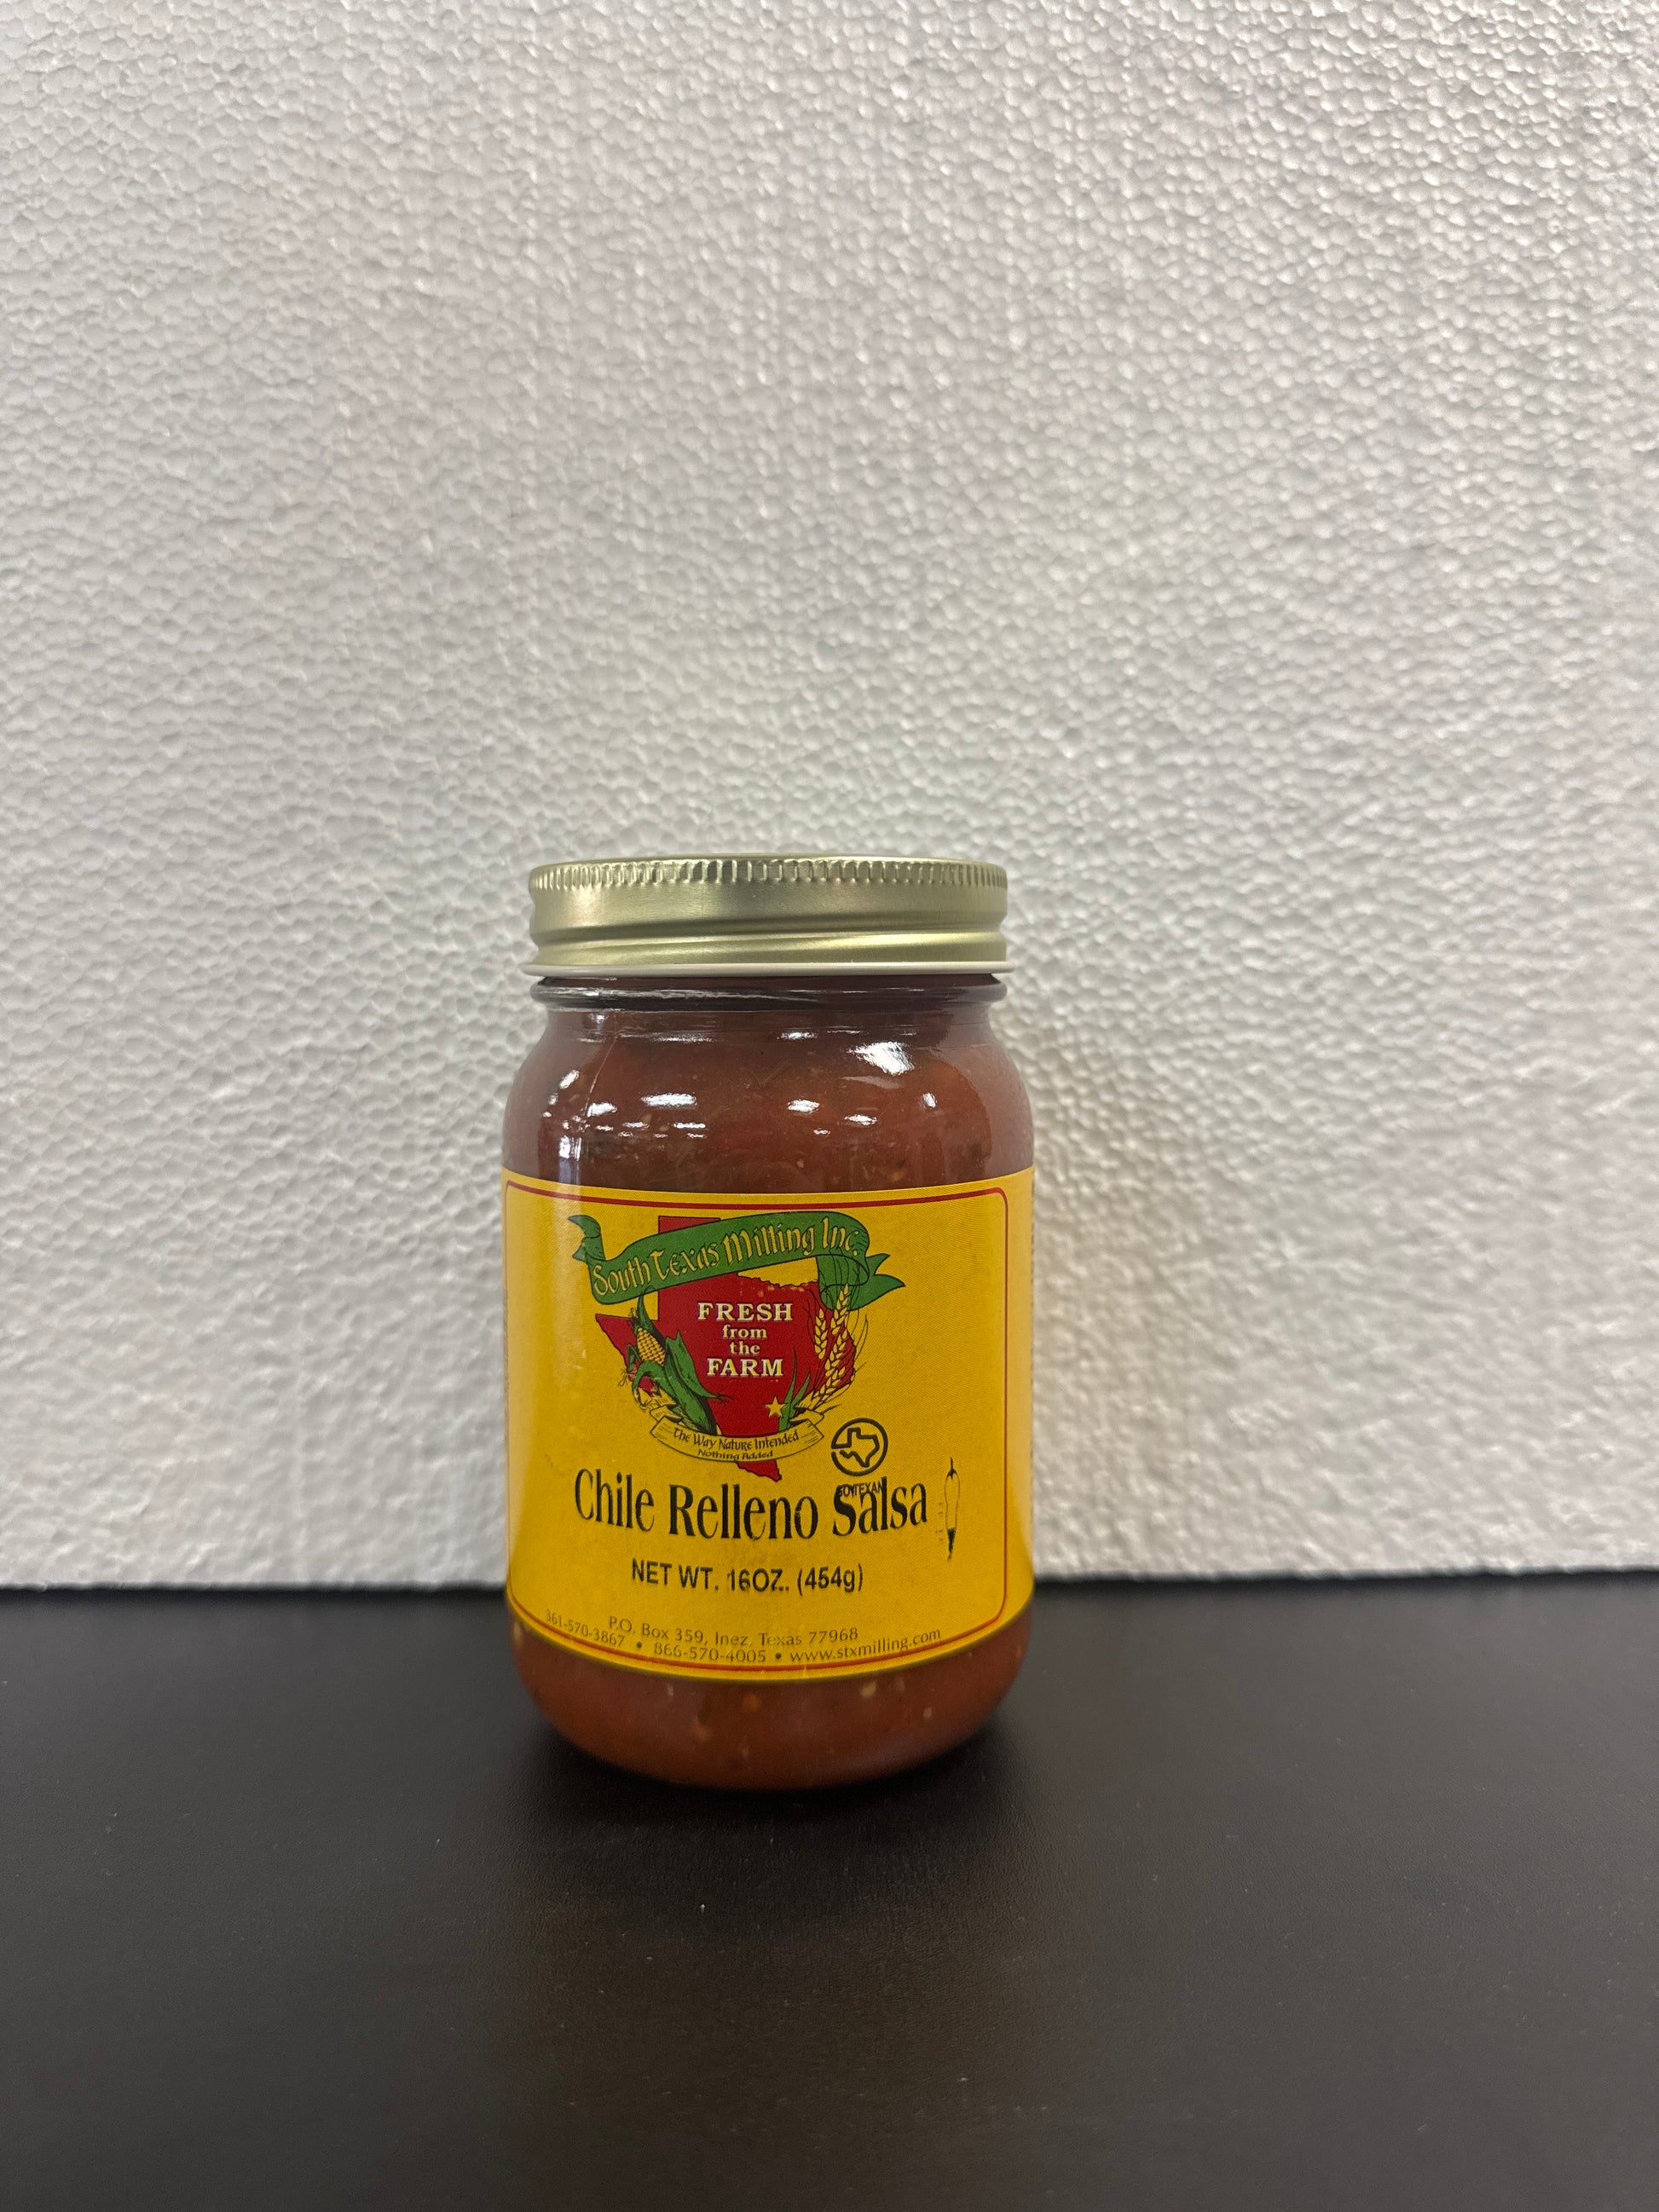 South Texas Milling Inc.
FRESH
from
the
FARM
The Way Nature Intended
Nothing Added
GO TEXAN
Chile Relleno Salsa
NET WT. 16OZ. (454g)
P.O. Box 359, Inez, Texas 77968
361-570-3867 • 866-570-4005 • www.stxmilling.com